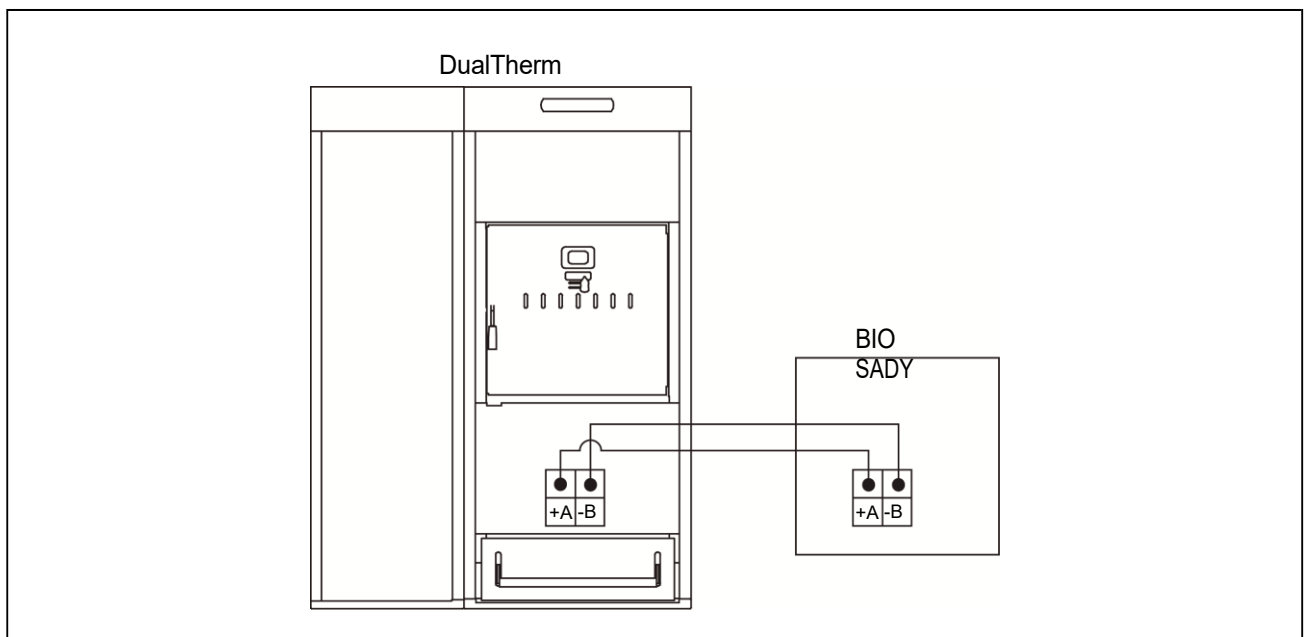 DualTherm
BIO
SADY
+A -B
+A -B